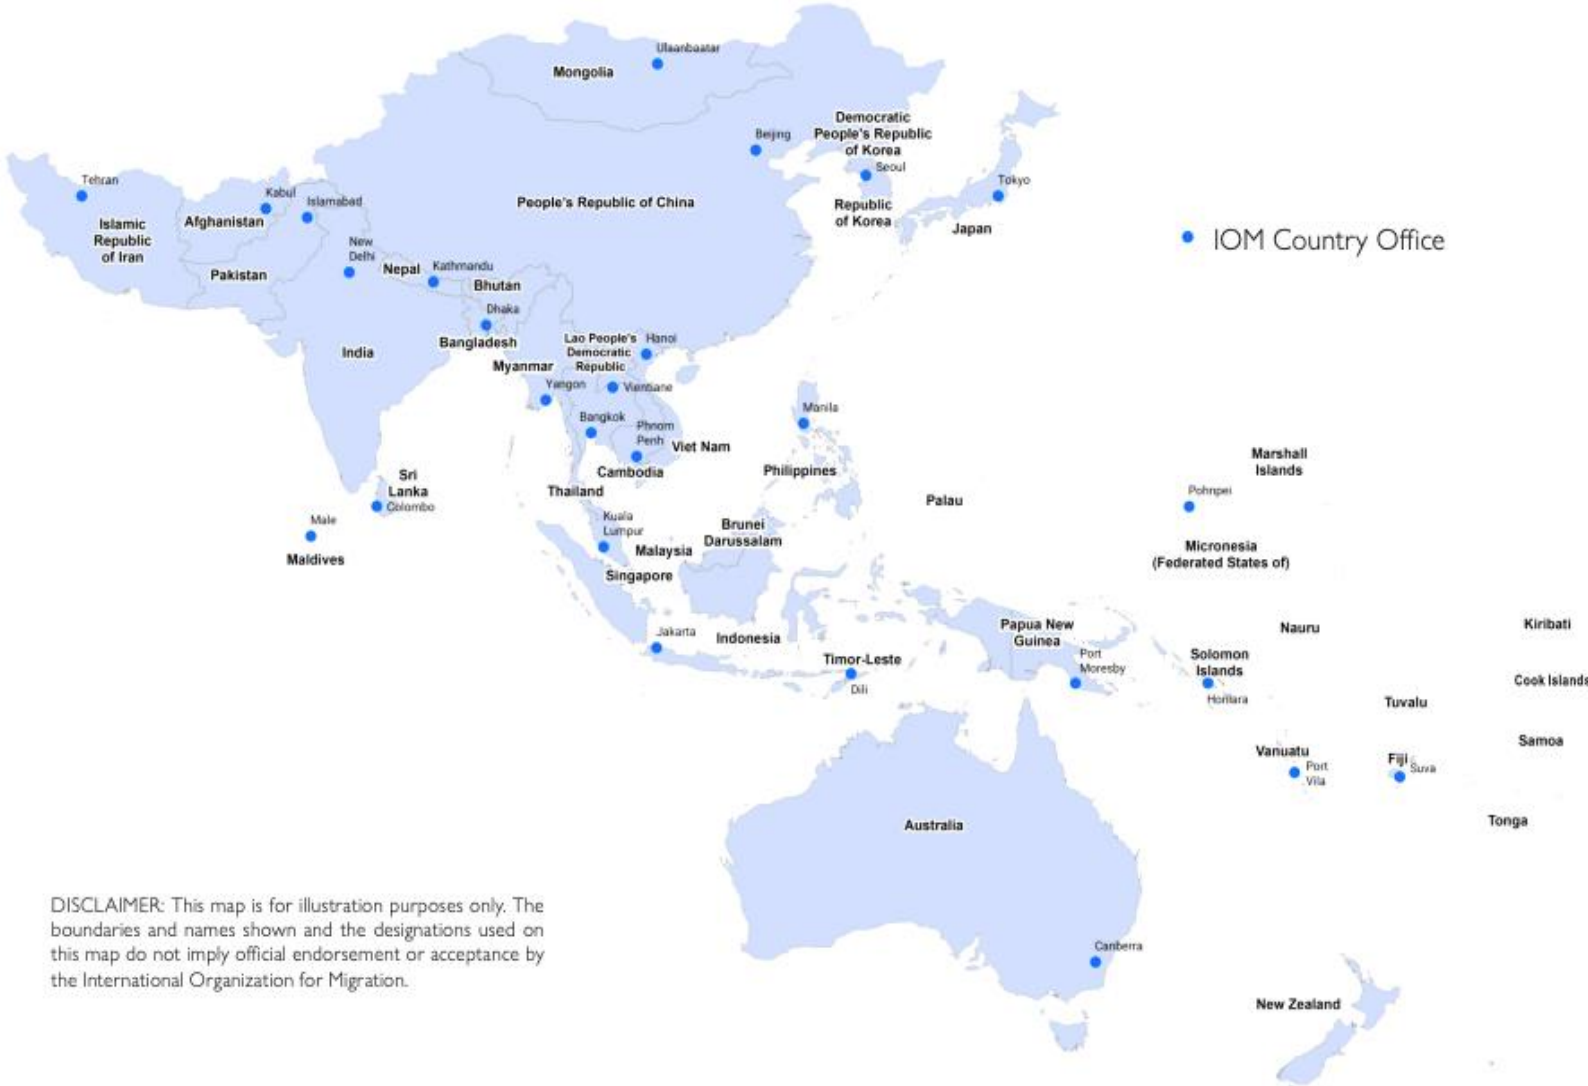 Ulaanbaatar
Mongolia
Democratic
People's Republic
of Korea
Beijing
Seoul
Tehran
Kabul
Islamabad
Tokyo
People's Republic of China
Republic
of Korea
Japan
Islamic
Republic
of Iran
Afghanistan
IOM Country Office
New
Delhi
Nepal
Kathmandu
Pakistan
Bhutan
Dhaka
Bangladesh
India
Lao People's
Democratic
Republic
Hanoi
Myanmar
Yangon
Vientiane
Bangkok
Phnom
Penh
Viet Nam
Cambodia
Thailand
Manila
Philippines
Marshall
Islands
Palau
Pohnpei
Micronesia
(Federated States of)
Sri
Lanka
Colombo
Male
Maldives
Kuala
Lumpur
Malaysia
Singapore
Brunei
Darussalam
Jakarta
Indonesia
Timor-Leste
Dili
Papua New
Guinea
Port
Moresby
Nauru
Kiribati
Solomon
Islands
Honiara
Cook Islands
Tuvalu
Samoa
Vanuatu
Port
Vila
Fiji
Suva
Tonga
Australia
Canberra
New Zealand
DISCLAIMER: This map is for illustration purposes only. The
boundaries and names shown and the designations used on
this map do not imply official endorsement or acceptance by
the International Organization for Migration.